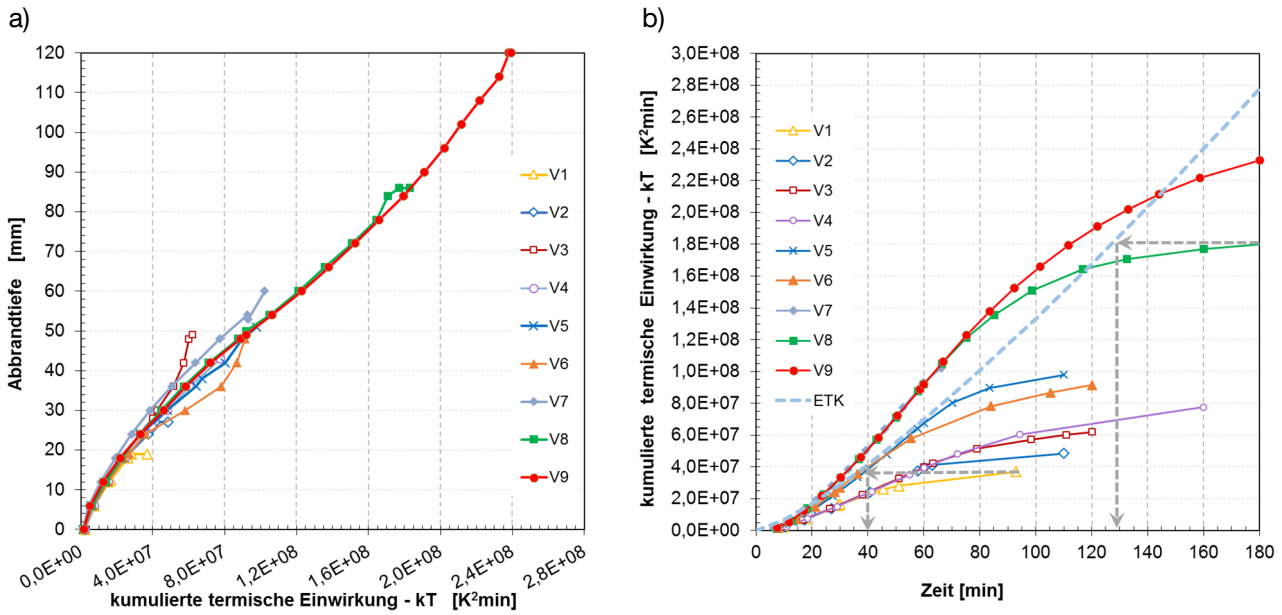 a)
120
100
80
60
40
20
0
Abbrandtiefe [mm]
0,0E+00
4,0E+07
8,0E+07
1,2E+08
1,6E+08
2,0E+08
2,4E+08
2,8E+08
kumulierte termische Einwirkung - kT [K²min]
V1
V2
V3
V4
V5
V6
V7
V8
V9
b)
3,0E+08
2,8E+08
2,6E+08
2,4E+08
2,2E+08
2,0E+08
1,8E+08
1,6E+08
1,4E+08
1,2E+08
1,0E+08
8,0E+07
6,0E+07
4,0E+07
2,0E+07
0,0E+00
kumulierte termische Einwirkung - kT [K²min]
V1
V2
V3
V4
V5
V6
V7
V8
V9
ETK
0
20
40
60
80
100
120
140
160
180
Zeit [min]